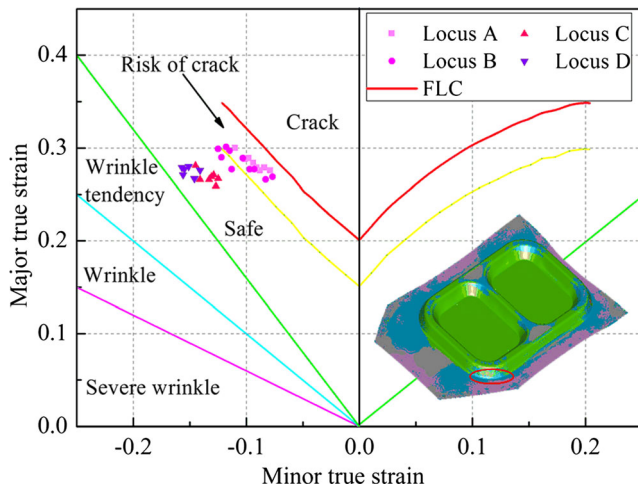 Locus A
Locus C
Locus B
Locus D
FLC
Risk of crack
Crack
Wrinkle
tendency
Safe
Wrinkle
Severe wrinkle
0.4
0.3
0.2
0.1
0.0
-0.2
-0.1
0.0
0.1
0.2
Major true strain
Minor true strain